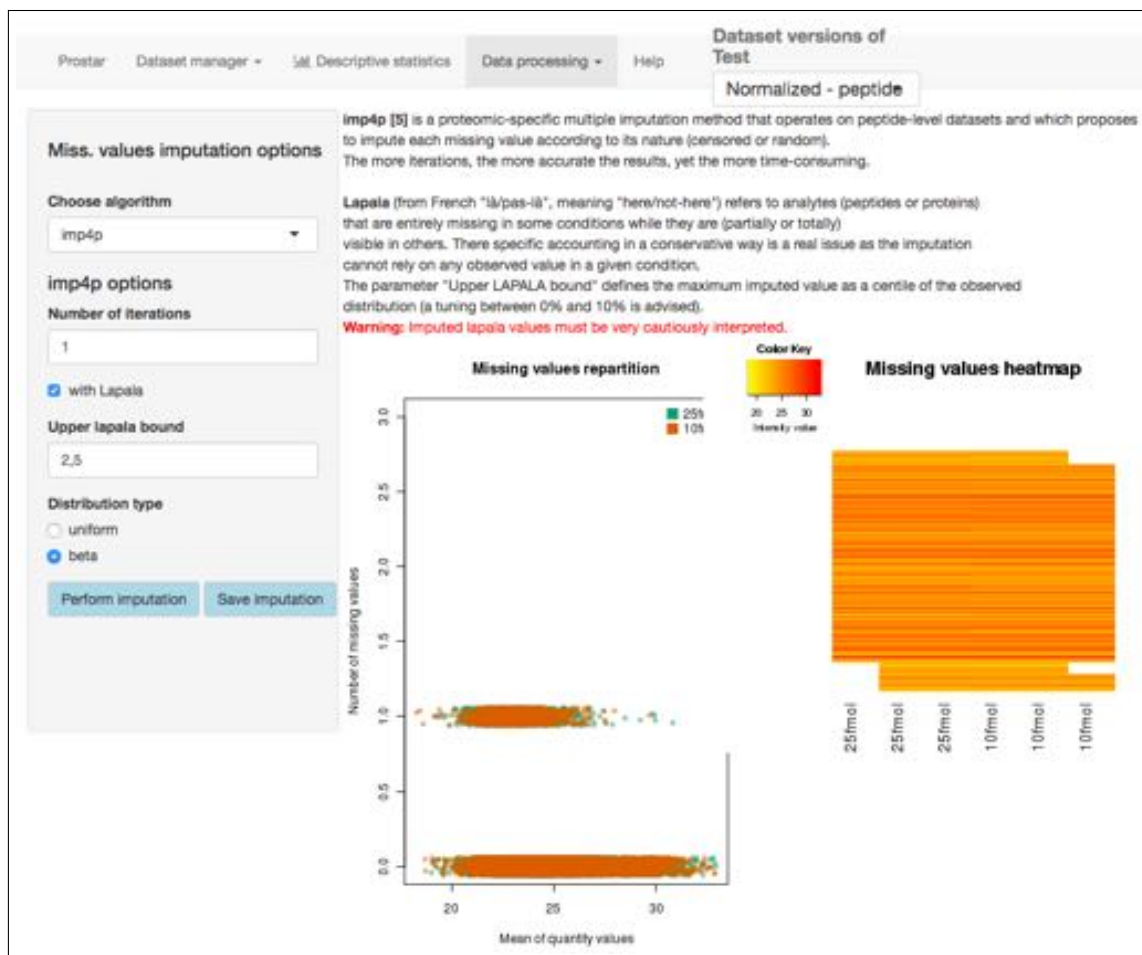 Prostar Dataset manager Descriptive statistics Data processing Help
Dataset versions of
Test
Normalized - peptide
Miss. values imputation options
Choose algorithm
imp4p
imp4p options
Number of iterations
1
with Lapala
Upper lapala bound
2,5
Distribution type
uniform
beta
Perform imputation Save imputation
imp4p [5] is a proteomic-specific multiple imputation method that operates on peptide-level datasets and which proposes
to impute each missing value according to its nature (censored or random).
The more iterations, the more accurate the results, yet the more time-consuming.
Lapala (from French "là/pas-là", meaning "here/not-here") refers to analytes (peptides or proteins)
that are entirely missing in some conditions while they are (partially or totally)
visible in others. There specific accounting in a conservative way is a real issue as the imputation
cannot rely on any observed value in a given condition.
The parameter "Upper LAPALA bound" defines the maximum imputed value as a centile of the observed
distribution (a tuning between 0% and 10% is advised).
Warning: Imputed lapala values must be very cautiously interpreted.
Missing values repartition
25f
10f
Number of missing values
3.0
2.5
2.0
1.5
1.0
0.5
0.0
20 25 30
Mean of quantity values
Color Key
20 25 30
Intensity value
Missing values heatmap
25fmol
25fmol
25fmol
10fmol
10fmol
10fmol